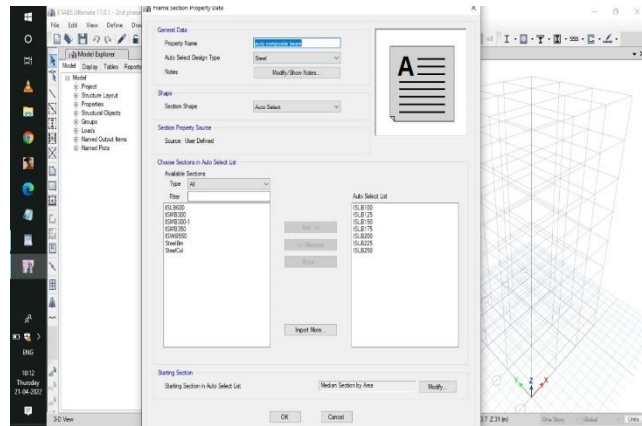 ETABS Ultimate 17.0.1 - 2nd phase
Frame Section Property Data
X
File Edit View Define Draw
Model Explorer
Model Display Tables Reports
Model
Project
Structure Layout
Properties
Structural Objects
Groups
Loads
Named Output Items
Named Plots
General Data
Property Name auto composite beam
Auto Select Design Type Steel
Notes Modify/Show Notes...
A
Shape
Section Shape Auto Select
Section Property Source
Source: User Defined
Choose Sections in Auto Select List
Available Sections
Type All
Filter
Auto Select List
ISLB600
ISWB300
ISWB300-1
ISWB350
ISWB550
SteelBm
SteelCol
Add >>
<< Remove
Show...
Import More...
ISLB100
ISLB125
ISLB150
ISLB175
ISLB200
ISLB225
ISLB250
Starting Section
Starting Section in Auto Select List Median Section by Area Modify...
OK Cancel
ENG
10:12
Thursday
21-04-2022
3-D View
Z 31 (m)
One Story
Global
Units...
Y Z X